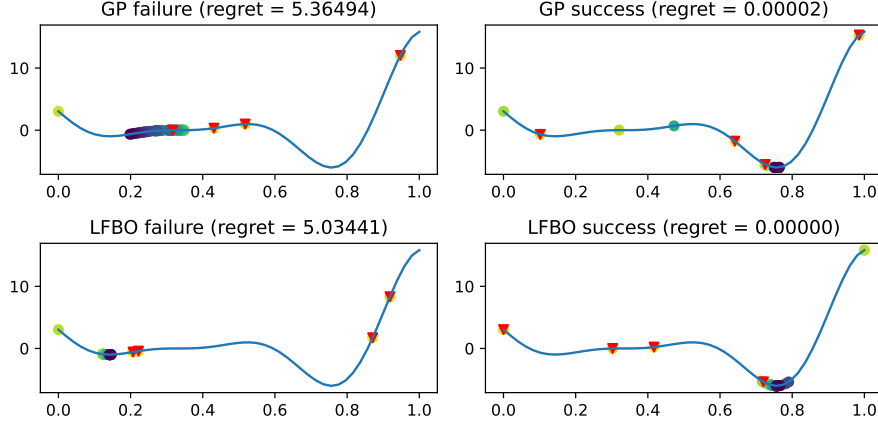 GP failure (regret = 5.36494)
GP success (regret = 0.00002)
10
0
0.0 0.2 0.4 0.6 0.8 1.0
10
0
0.0 0.2 0.4 0.6 0.8 1.0
LFBO failure (regret = 5.03441)
LFBO success (regret = 0.00000)
10
0
0.0 0.2 0.4 0.6 0.8 1.0
10
0
0.0 0.2 0.4 0.6 0.8 1.0